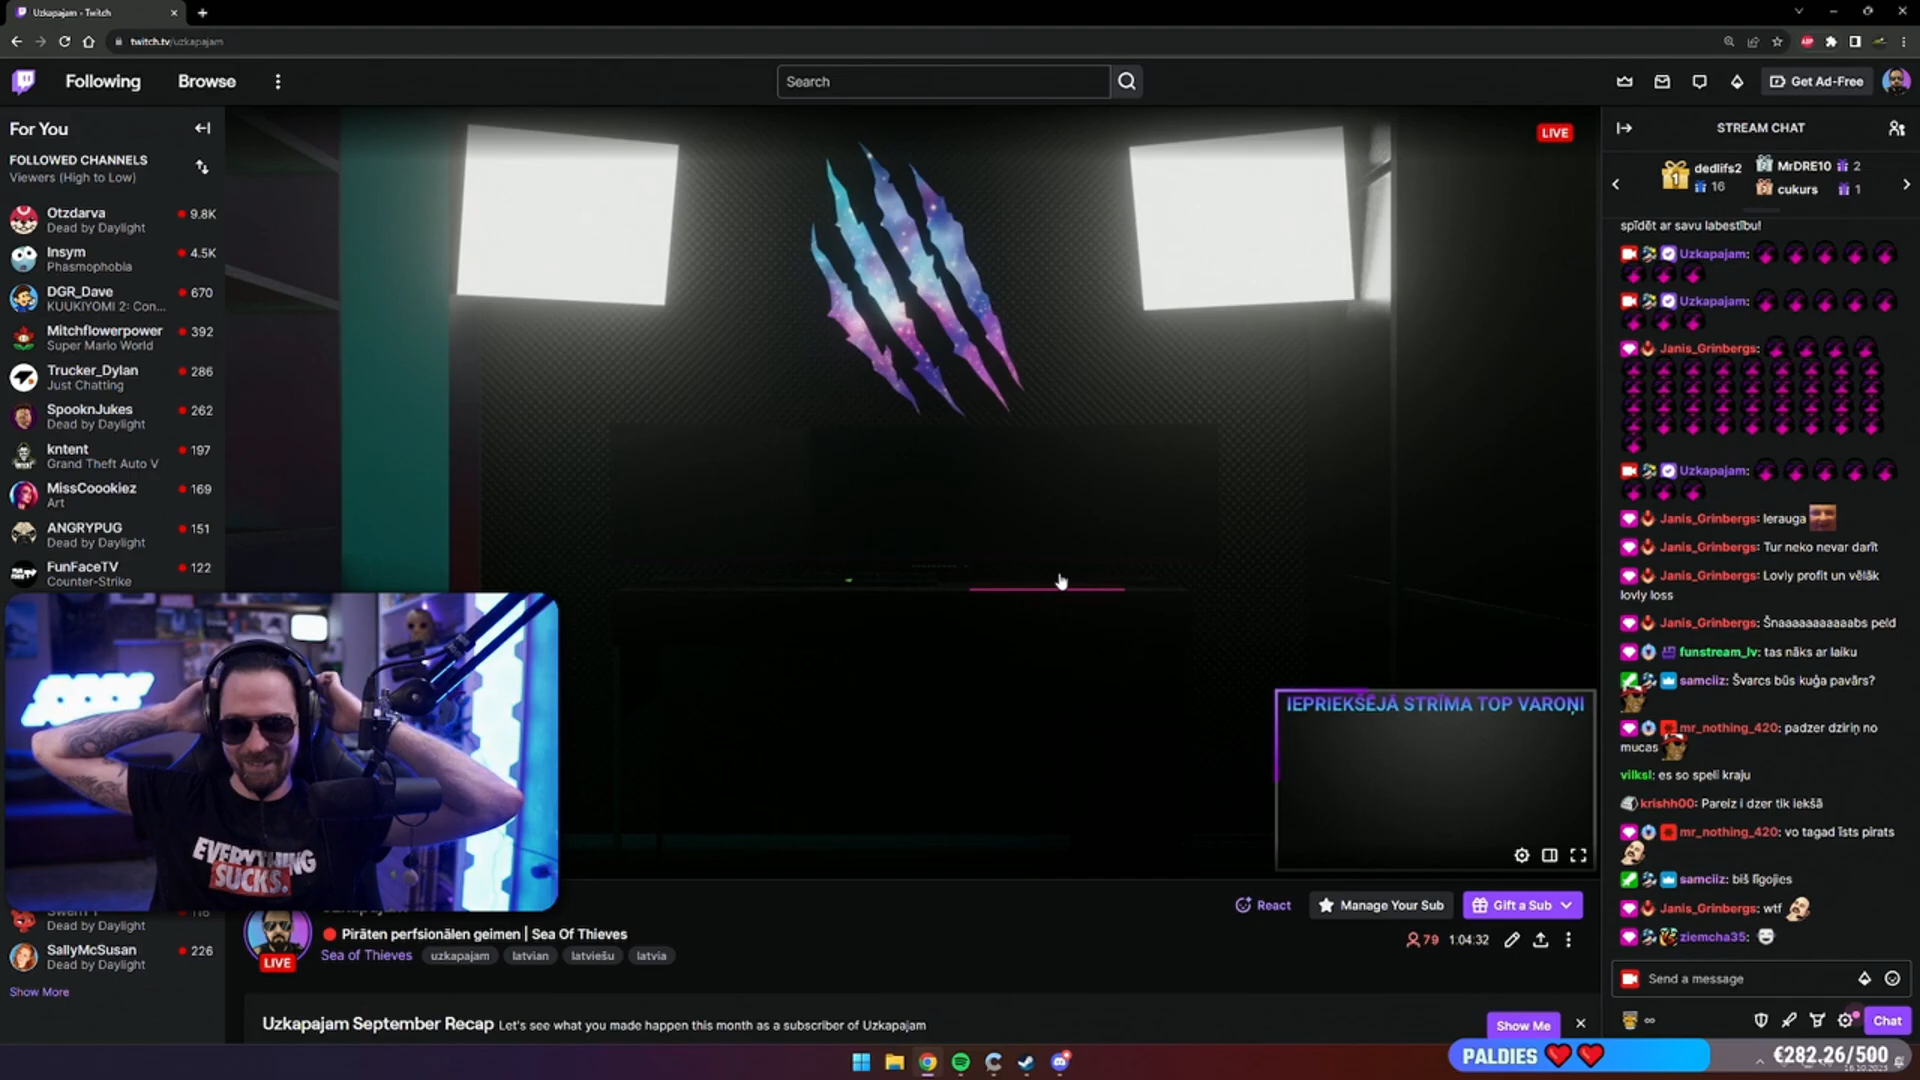 Uzkapajam - Twitch
twitch.tv/uzkapajam
Following
Browse
Search
Get Ad-Free
For You
FOLLOWED CHANNELS
Viewers (High to Low)
Otzdarva
9.8K
Dead by Daylight
Insym
4.5K
Phasmophobia
DGR_Dave
670
KUUKIYOMI 2: Con...
Mitchflowerpower
392
Super Mario World
Trucker_Dylan
286
Just Chatting
SpooknJukes
262
Dead by Daylight
kntent
197
Grand Theft Auto V
MissCoookiez
169
Art
ANGRYPUG
151
Dead by Daylight
FunFaceTV
122
Counter-Strike
Dead by Daylight
SallyMcSusan
226
Dead by Daylight
Show More
EVERYTHING
SUCKS.
LIVE
IEPRIEKŠĒJĀ STRĪMA TOP VAROŅI
React
Manage Your Sub
Gift a Sub
LIVE
Pirāten perfsionālen geimen | Sea Of Thieves
Sea of Thieves
uzkapajam
latvian
latviešu
latvia
79
1:04:32
Uzkapajam September Recap Let's see what you made happen this month as a subscriber of Uzkapajam
Show Me
STREAM CHAT
1
dedlifs2
16
MrDRE10
2
cukurs
1
spīdēt ar savu labestību!
Uzkapajam:
Uzkapajam:
Janis_Grinbergs:
Uzkapajam:
Janis_Grinbergs: Ierauga
Janis_Grinbergs: Tur neko nevar darīt
Janis_Grinbergs: Lovly profit un vēlāk
lovly loss
Janis_Grinbergs: Šnaaaaaaaaaaabs peld
funstream_lv: tas nāks ar laiku
samciiz: Švarcs būs kuģa pavārs?
mr_nothing_420: padzer dziriņ no
mucas
vilksl: es so speli kraju
krishh00: Pareiz i dzer tik iekšā
mr_nothing_420: vo tagad īsts pirats
samciiz: biš līgojies
Janis_Grinbergs: wtf
ziemcha35:
Send a message
Chat
PALDIES
€282.26/500